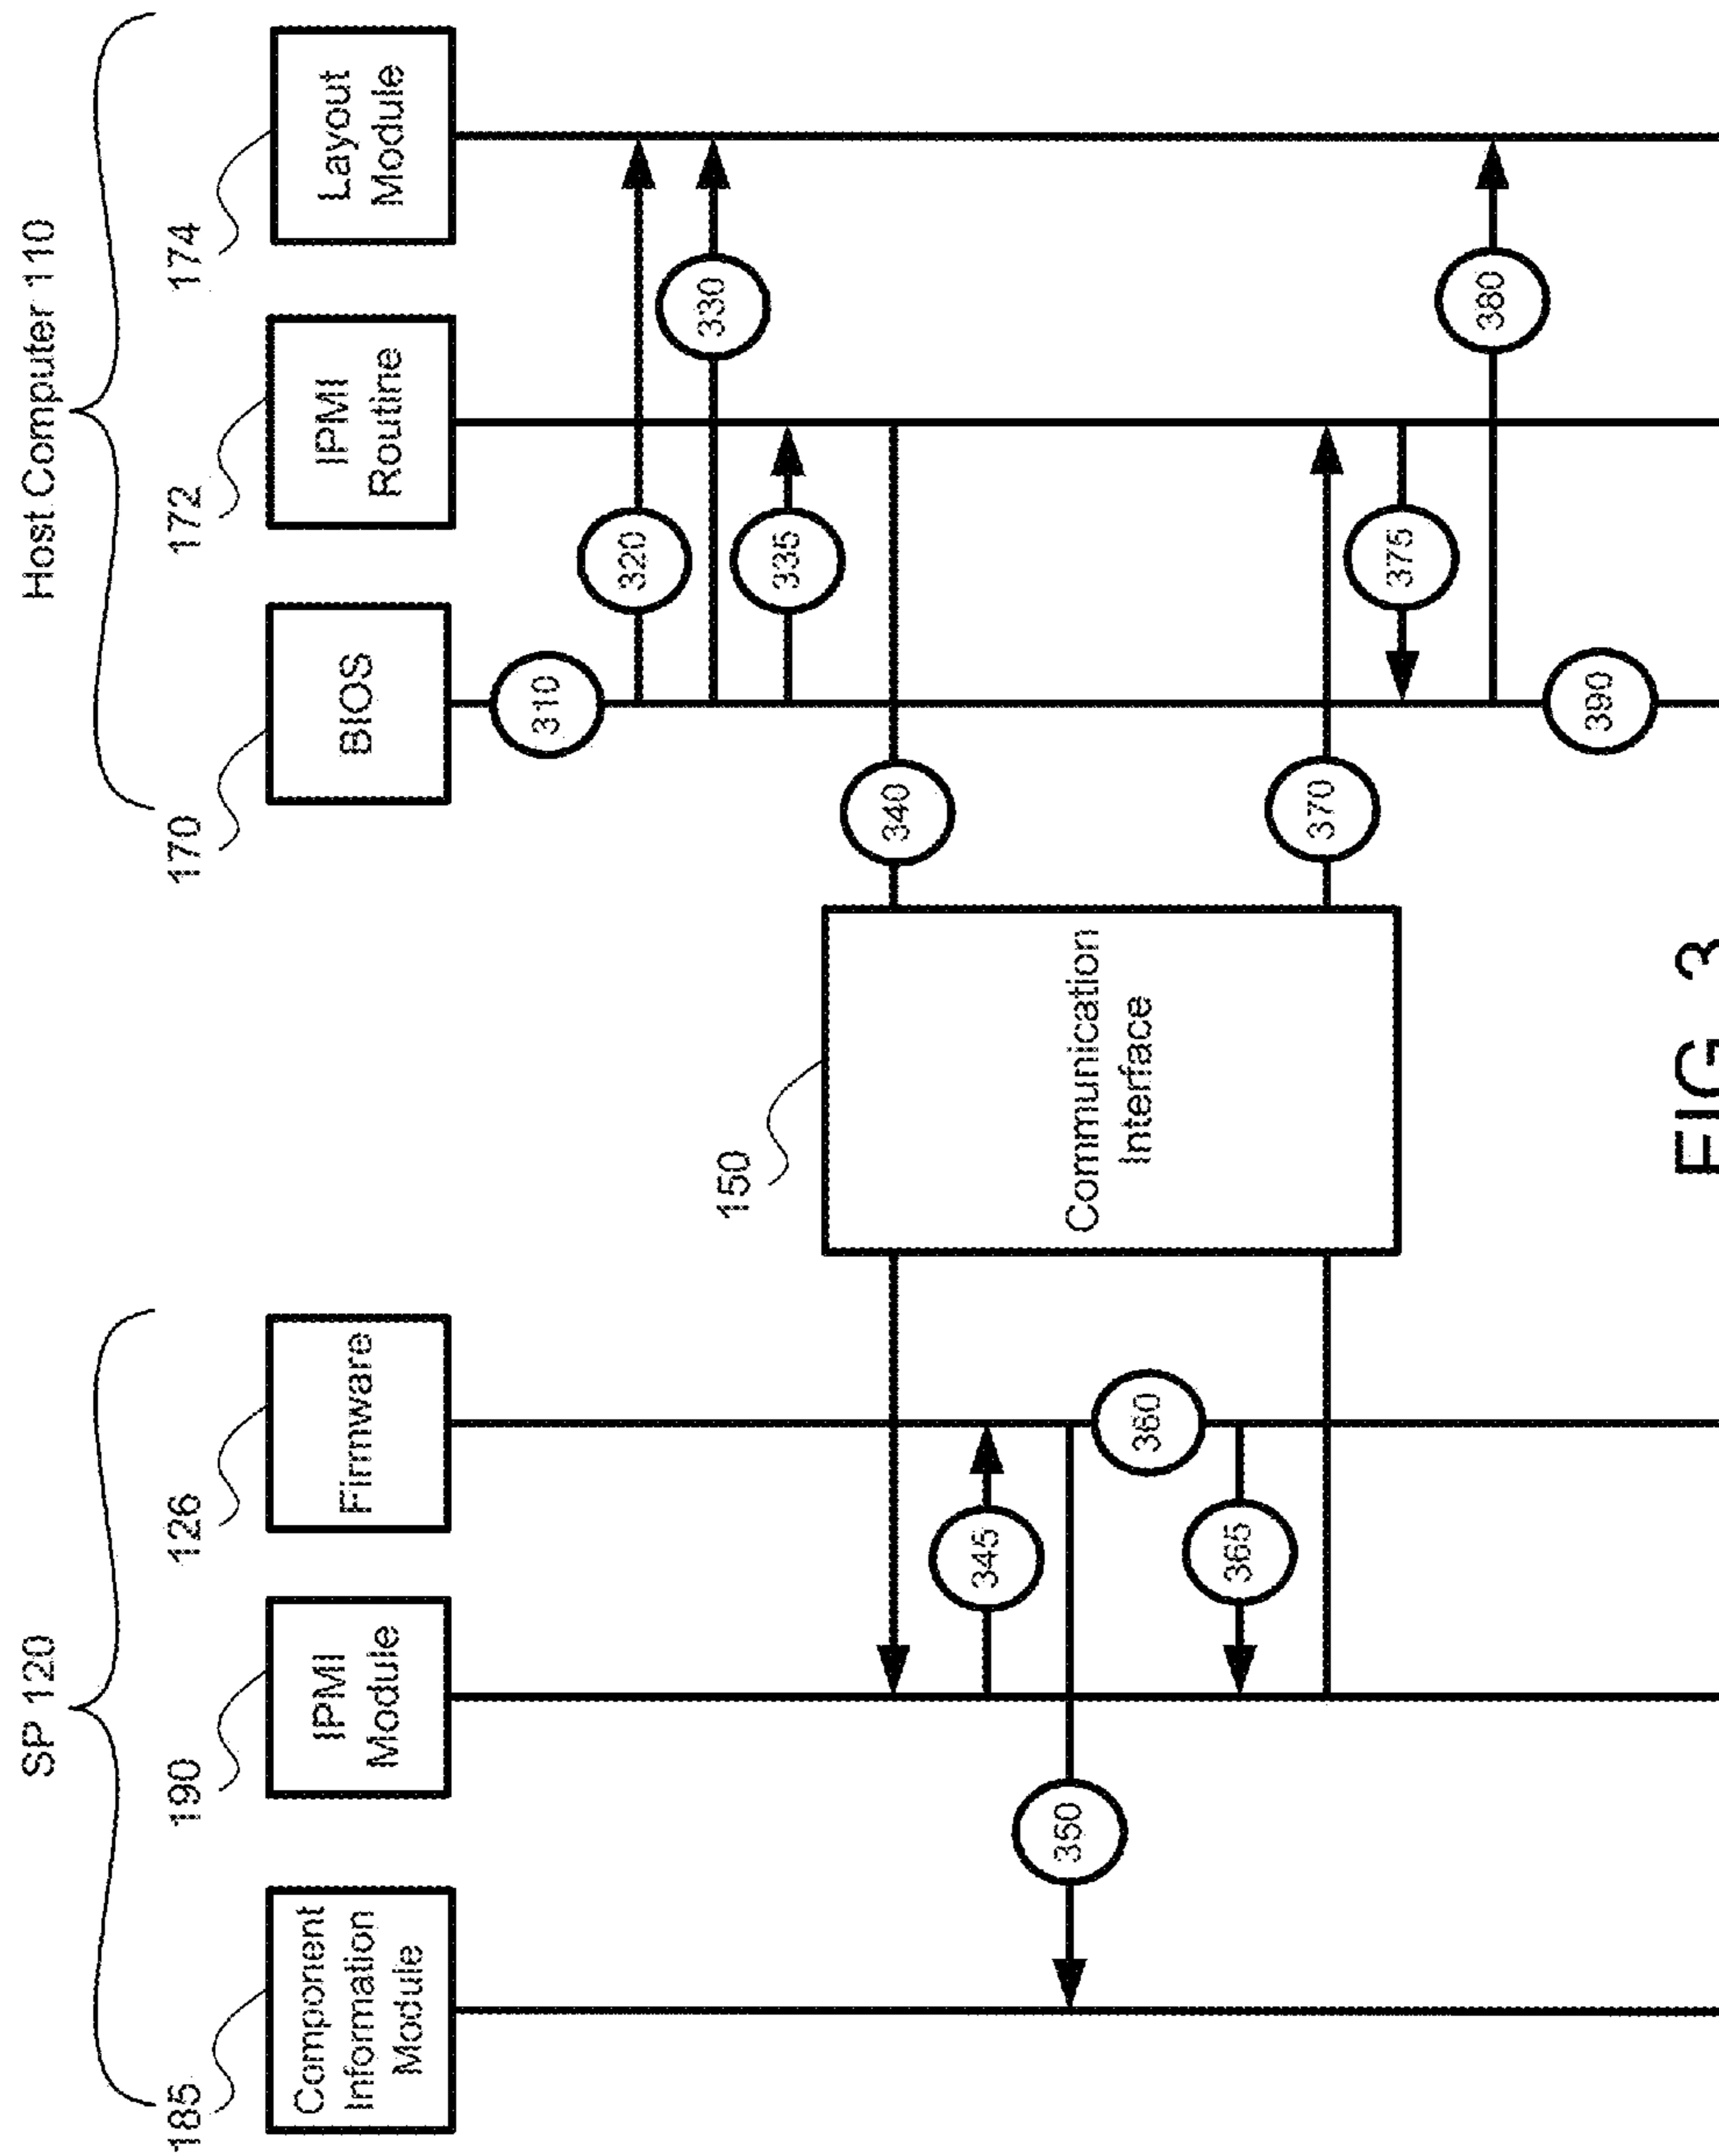 SP 120
Host Computer 110
185
190
126
170
172
174
Component
Information
Module
IPMI
Module
Firmware
BIOS
IPMI
Routine
Layout
Module
310
320
330
335
150
340
Communication
Interface
345
350
360
365
370
375
380
390
FIG. 3